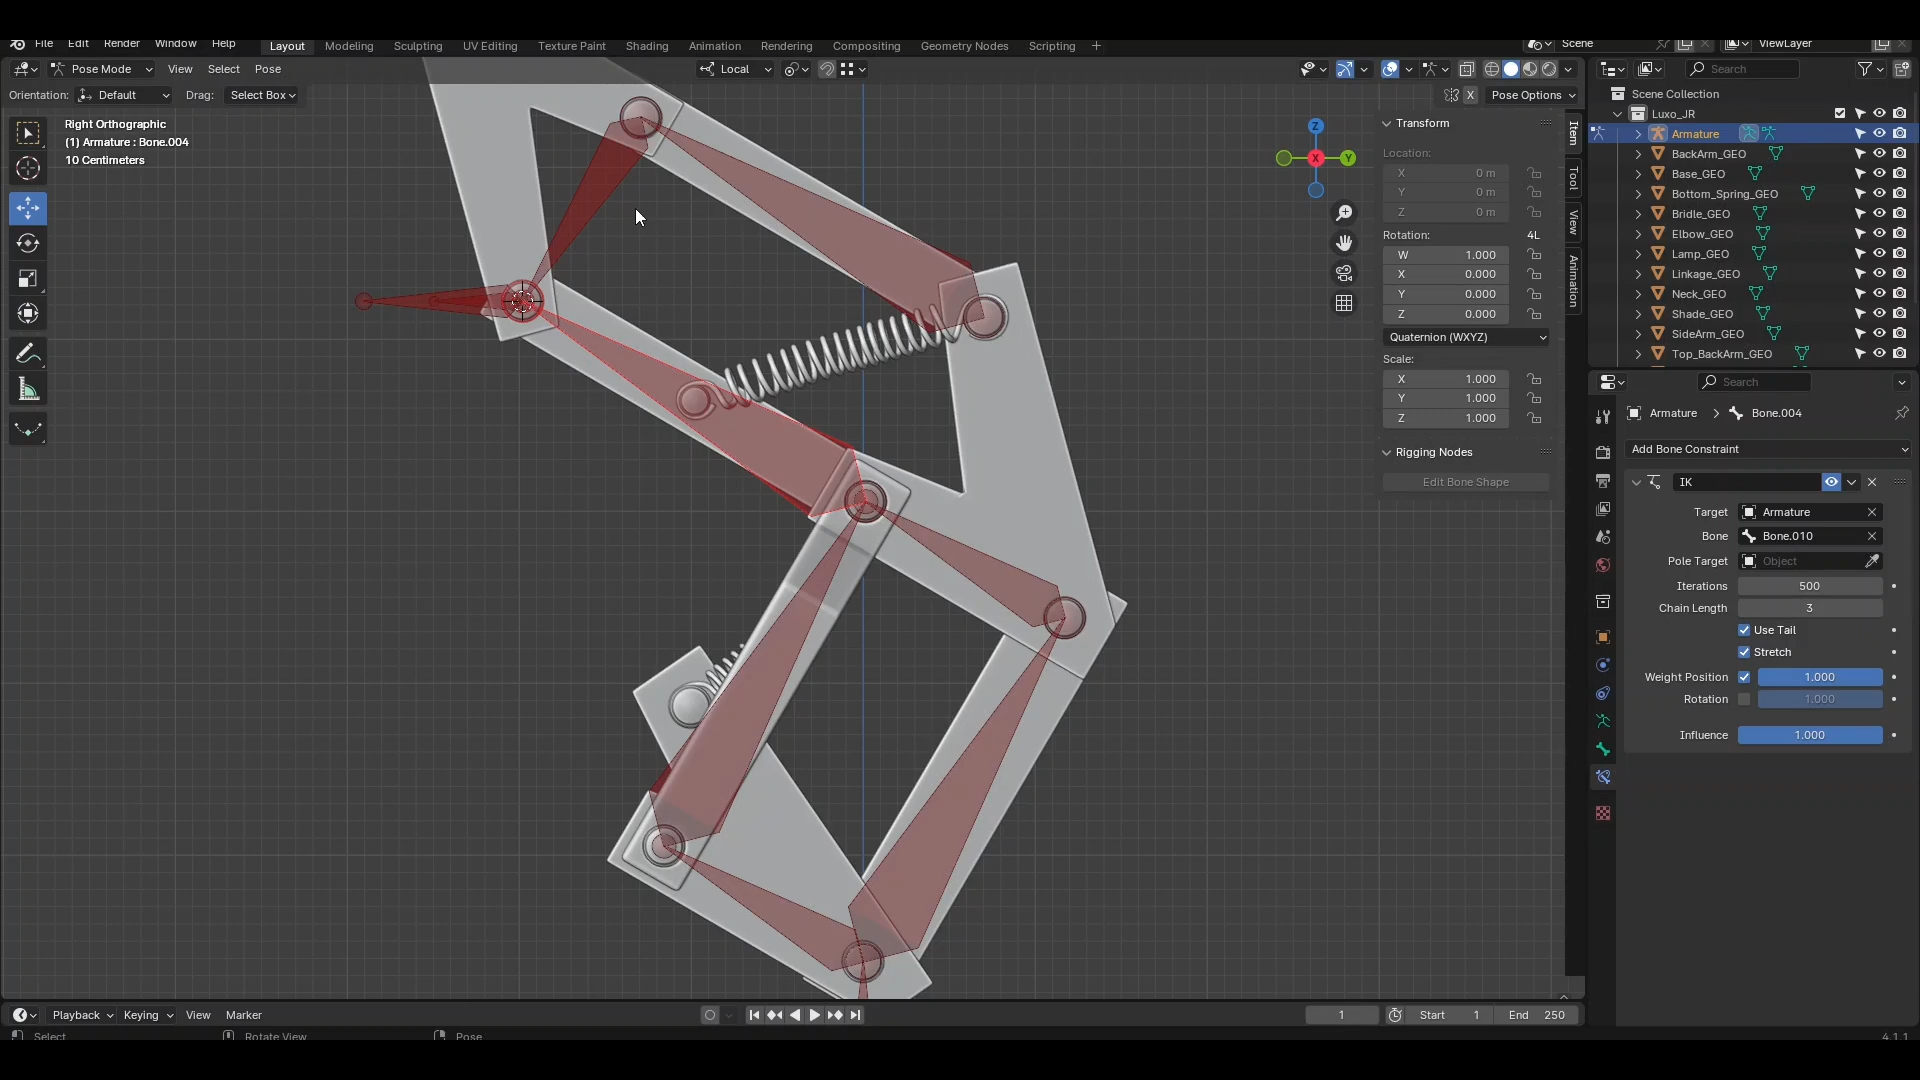 File Edit Render Window Help Layout Modeling Sculpting UV Editing Texture Paint Shading Animation Rendering Compositing Geometry Nodes Scripting + Scene ViewLayer
Pose Mode View Select Pose Local Search
Orientation: Default Drag: Select Box X Pose Options
Right Orthographic
(1) Armature : Bone.004
10 Centimeters
Z
X
Y
Transform
Location:
X 0 m
Y 0 m
Z 0 m
Rotation: 4L
W 1.000
X 0.000
Y 0.000
Z 0.000
Quaternion (WXYZ)
Scale:
X 1.000
Y 1.000
Z 1.000
Rigging Nodes
Edit Bone Shape
Item
Tool
View
Animation
Scene Collection
Luxo_JR
Armature
BackArm_GEO
Base_GEO
Bottom_Spring_GEO
Bridle_GEO
Elbow_GEO
Lamp_GEO
Linkage_GEO
Neck_GEO
Shade_GEO
SideArm_GEO
Top_BackArm_GEO
Search
Armature > Bone.004
Add Bone Constraint
IK
Target Armature
Bone Bone.010
Pole Target Object
Iterations 500
Chain Length 3
Use Tail
Stretch
Weight Position 1.000
Rotation 1.000
Influence 1.000
Playback Keying View Marker 1 Start 1 End 250
Select Rotate View Pose 4.1.1